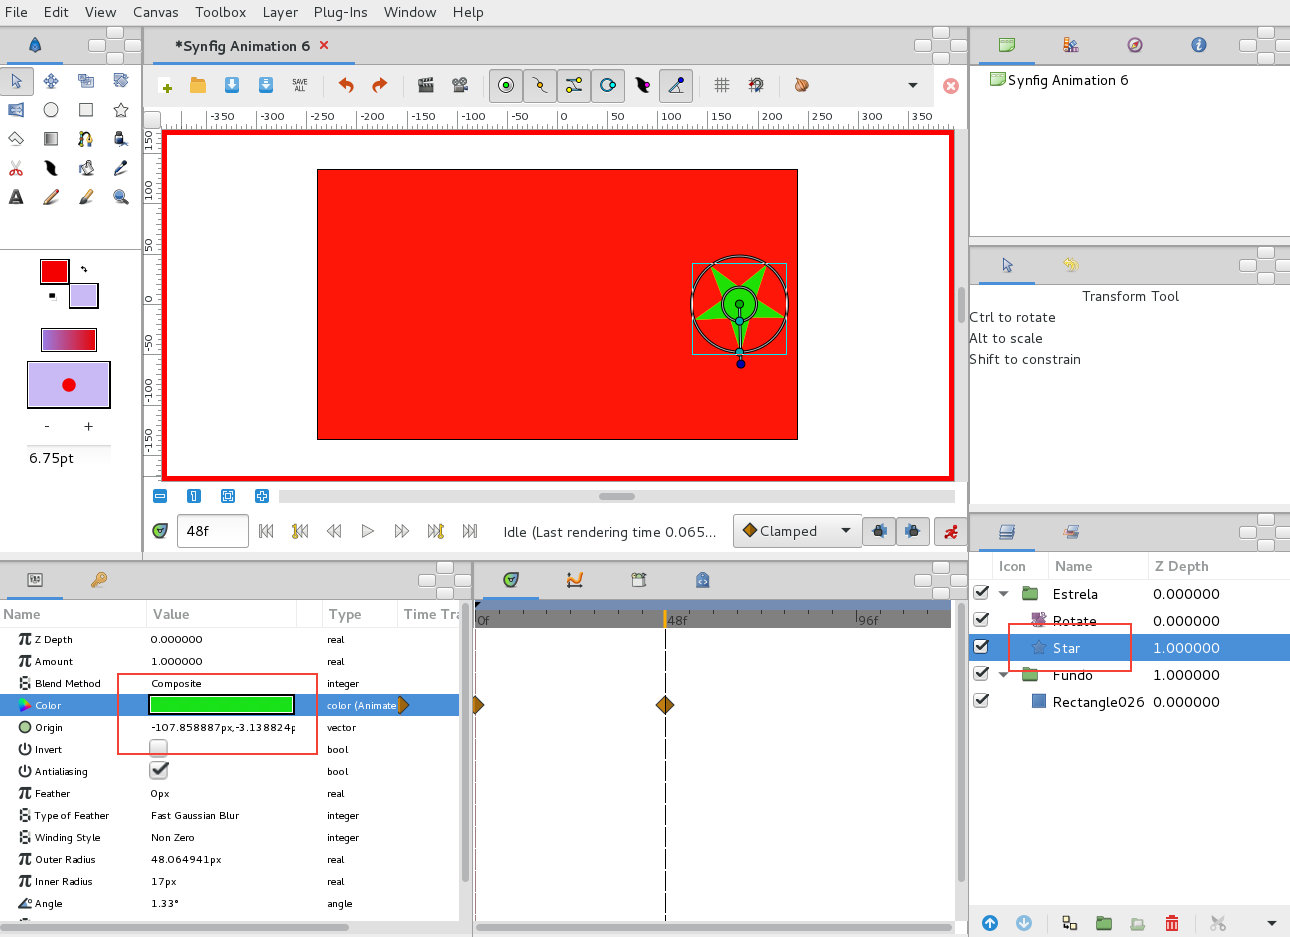 File Edit View Canvas Toolbox Layer Plug-Ins Window Help
*Synfig Animation 6
SAVE ALL
-350 -300 -250 -200 -150 -100 -50 0 50 100 150 200 250 300 350
150
100
50
0
-50
-100
-150
- +
6.75pt
48f
Idle (Last rendering time 0.065...
Clamped
Synfig Animation 6
Transform Tool
Ctrl to rotate
Alt to scale
Shift to constrain
Icon Name Z Depth
Estrela 0.000000
Rotate 0.000000
Star 1.000000
Fundo 1.000000
Rectangle026 0.000000
Name Value Type Time Tra
Z Depth 0.000000 real
Amount 1.000000 real
Blend Method Composite integer
Color color (Animate
Origin -107.858887px,-3.138824p vector
Invert bool
Antialiasing bool
Feather 0px real
Type of Feather Fast Gaussian Blur integer
Winding Style Non Zero integer
Outer Radius 48.064941px real
Inner Radius 17px real
Angle 1.33° angle
0f 48f 96f